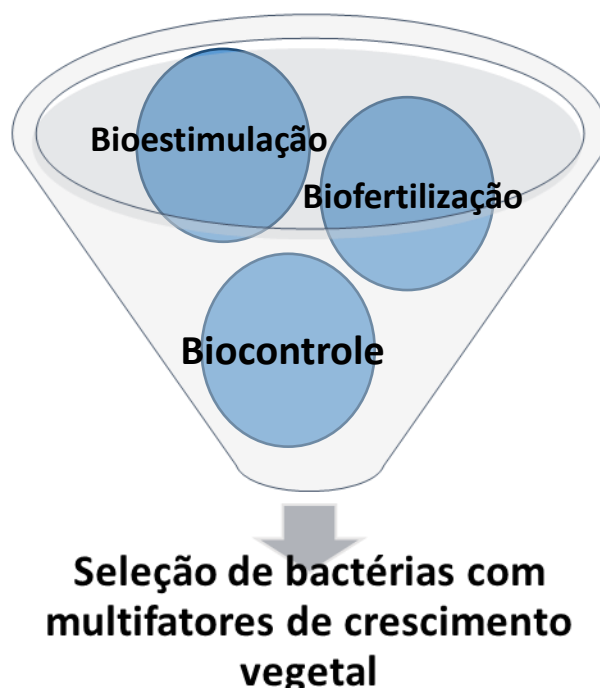 Bioestimulação
Biofertilização
Biocontrole
Seleção de bactérias com
multifatores de crescimento
vegetal